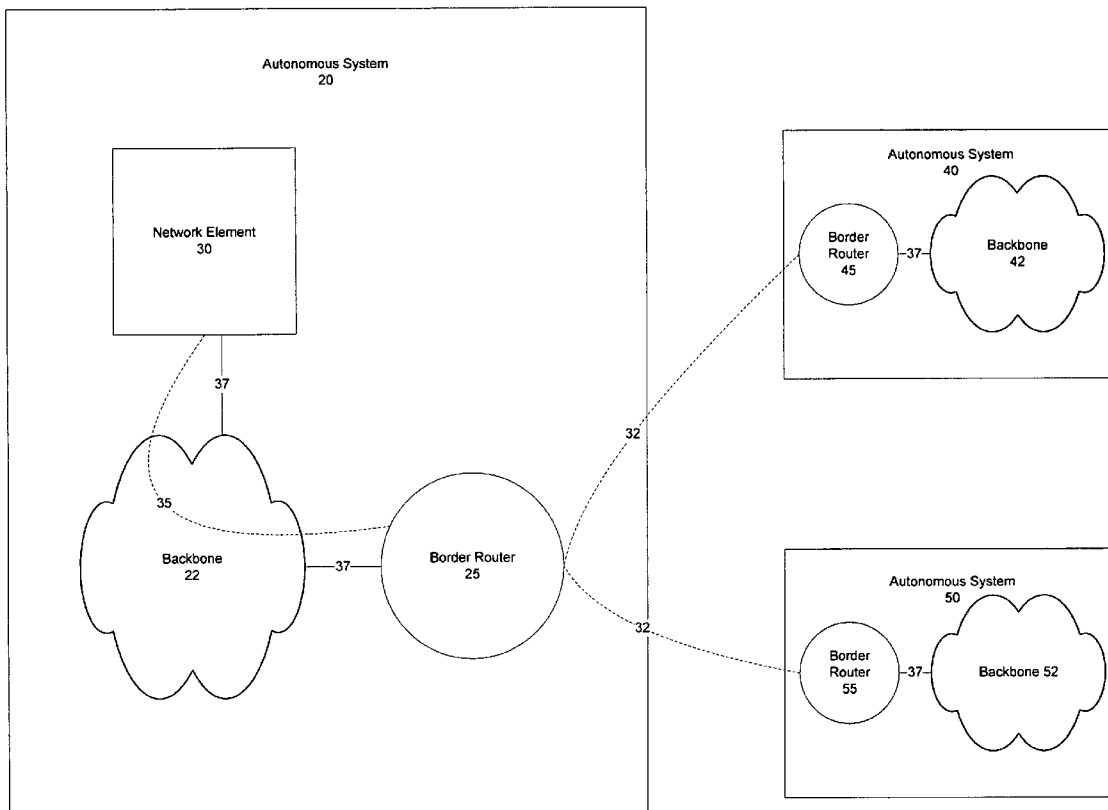 Autonomous System
20
Network Element
30
37
35
Backbone
22
37
Border Router
25
32
32
Autonomous System
40
Border
Router
45
37
Backbone
42
Autonomous System
50
Border
Router
55
37
Backbone 52